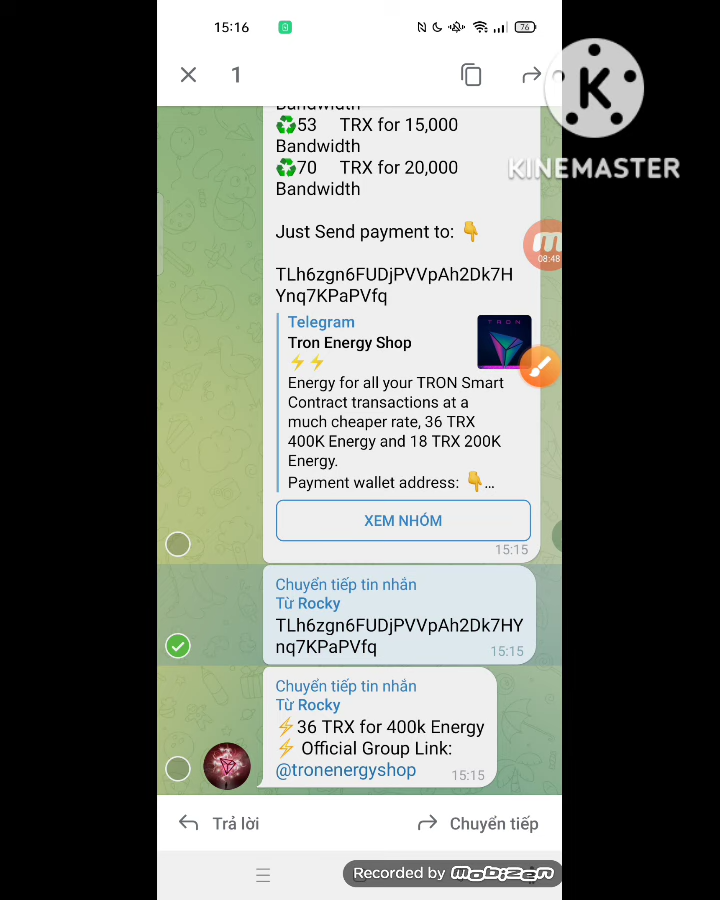 15:16
76
1
K
KINEMASTER
♻53 TRX for 15,000
Bandwidth
♻70 TRX for 20,000
Bandwidth
Just Send payment to: 👇
08:48
TLh6zgn6FUDjPVVpAh2Dk7H
Ynq7KPaPVfq
Telegram
Tron Energy Shop
⚡⚡
TRON
Energy for all your TRON Smart
Contract transactions at a
much cheaper rate, 36 TRX
400K Energy and 18 TRX 200K
Energy.
Payment wallet address: 👇...
XEM NHÓM
15:15
Chuyển tiếp tin nhắn
Từ Rocky
TLh6zgn6FUDjPVVpAh2Dk7HY
nq7KPaPVfq
15:15
Chuyển tiếp tin nhắn
Từ Rocky
⚡36 TRX for 400k Energy
⚡ Official Group Link:
@tronenergyshop
15:15
Trả lời
Chuyển tiếp
Recorded by mobizen